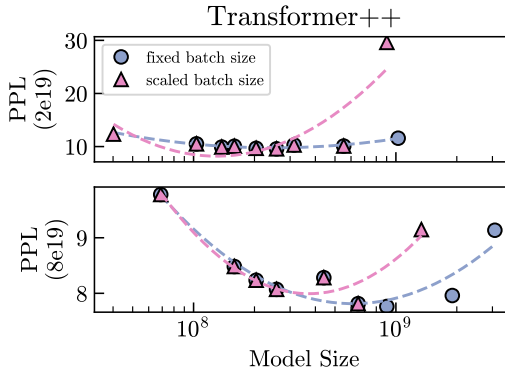 Transformer++
PPL
(2e19)
30
20
10
fixed batch size
scaled batch size
PPL
(8e19)
9
8
10^8
10^9
Model Size